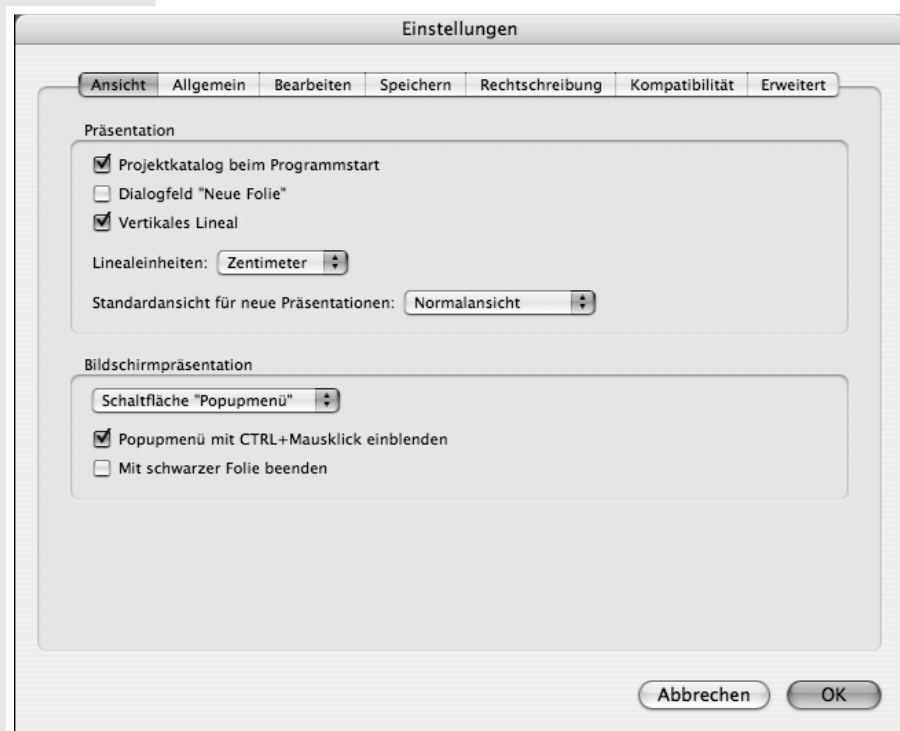 Einstellungen
Ansicht Allgemein Bearbeiten Speichern Rechtschreibung Kompatibilität Erweitert
Präsentation
Projektkatalog beim Programmstart
Dialogfeld "Neue Folie"
Vertikales Lineal
Linealeinheiten: Zentimeter
Standardansicht für neue Präsentationen: Normalansicht
Bildschirmpräsentation
Schaltfläche "Popupmenü"
Popupmenü mit CTRL+Mausklick einblenden
Mit schwarzer Folie beenden
Abbrechen OK